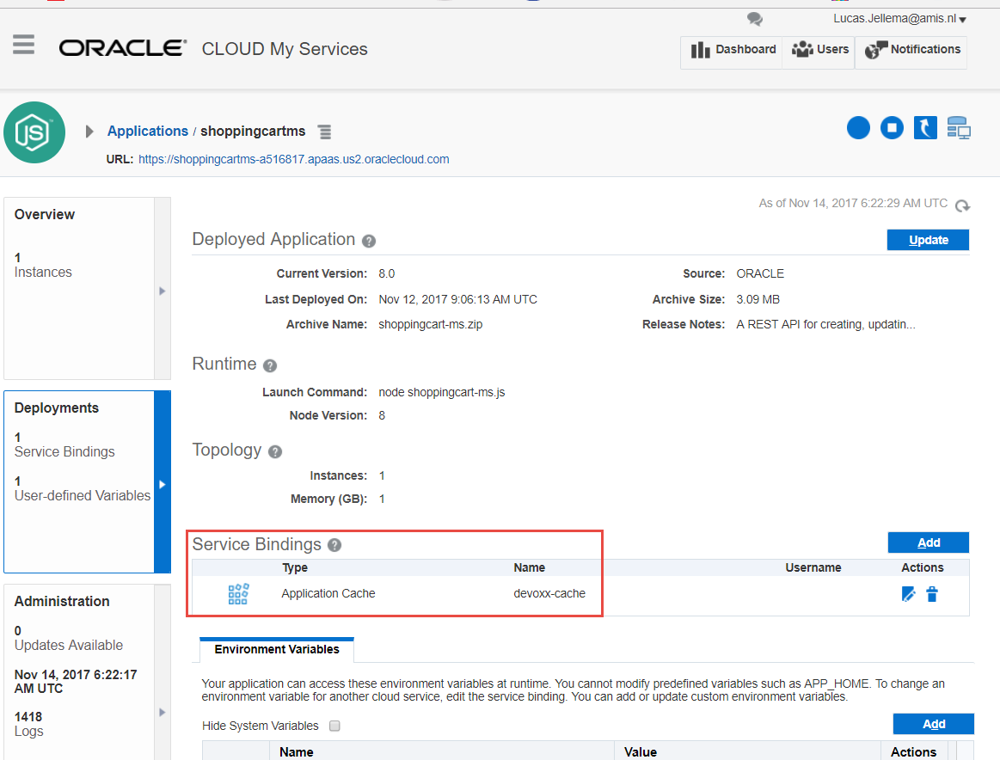 Lucas.Jellema@amis.nl
ORACLE® CLOUD My Services
Dashboard Users Notifications
JS Applications / shoppingcartms
URL: https://shoppingcartms-a516817.apaas.us2.oraclecloud.com
As of Nov 14, 2017 6:22:29 AM UTC
Overview
1
Instances
Deployments
1
Service Bindings
1
User-defined Variables
Administration
0
Updates Available
Nov 14, 2017 6:22:17
AM UTC
1418
Logs
Deployed Application ? Update
Current Version: 8.0 Source: ORACLE
Last Deployed On: Nov 12, 2017 9:06:13 AM UTC Archive Size: 3.09 MB
Archive Name: shoppingcart-ms.zip Release Notes: A REST API for creating, updatin...
Runtime ?
Launch Command: node shoppingcart-ms.js
Node Version: 8
Topology ?
Instances: 1
Memory (GB): 1
Service Bindings ? Add
Type Name Username Actions
Application Cache devoxx-cache
Environment Variables
Your application can access these environment variables at runtime. You cannot modify predefined variables such as APP_HOME. To change an
environment variable for another cloud service, edit the service binding. You can add or update custom environment variables.
Hide System Variables Add
Name Value Actions